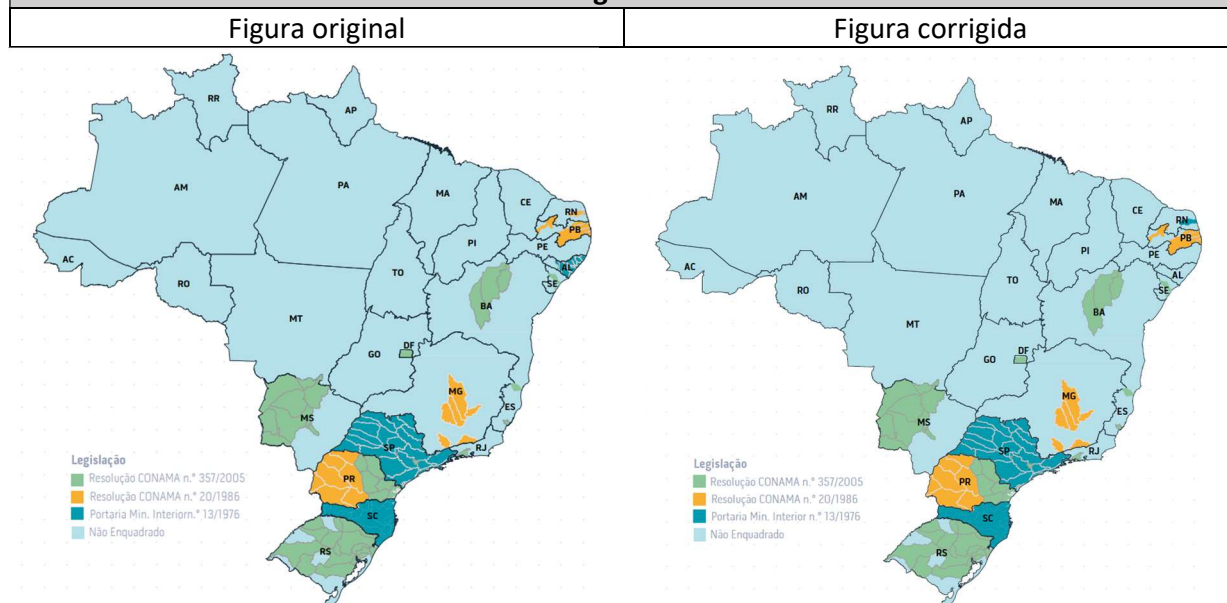 Figura original
Figura corrigida
RR
AP
AM
PA
MA
CE
RN
PB
PE
PI
AL
SE
AC
RO
TO
BA
MT
DF
GO
MG
ES
MS
SP
RJ
PR
SC
RS
Legislação
Resolução CONAMA n.° 357/2005
Resolução CONAMA n.° 20/1986
Portaria Min. Interiorn.° 13/1976
Não Enquadrado
RR
AP
AM
PA
MA
CE
RN
PB
PE
PI
AL
SE
AC
RO
TO
BA
MT
DF
GO
MG
ES
MS
SP
RJ
PR
SC
RS
Legislação
Resolução CONAMA n.° 357/2005
Resolução CONAMA n.° 20/1986
Portaria Min. Interior n.° 13/1976
Não Enquadrado